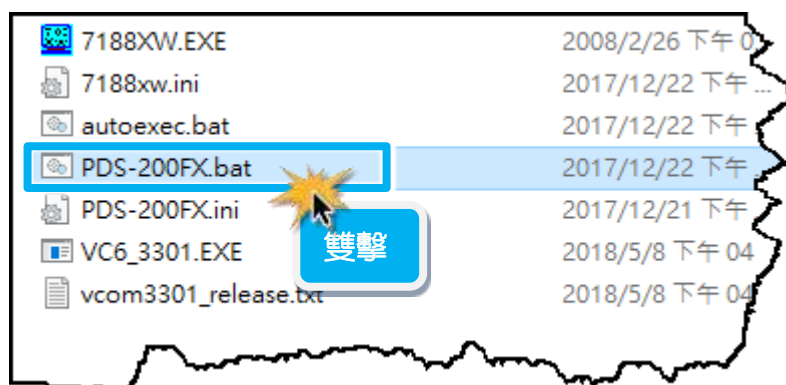 7188XW.EXE 2008/2/26 下午 0
7188xw.ini 2017/12/22 下午 ...
autoexec.bat 2017/12/22 下午
PDS-200FX.bat 2017/12/22 下午
PDS-200FX.ini 2017/12/21 下午
雙擊
VC6_3301.EXE 2018/5/8 下午 04
vcom3301_release.txt 2018/5/8 下午 04